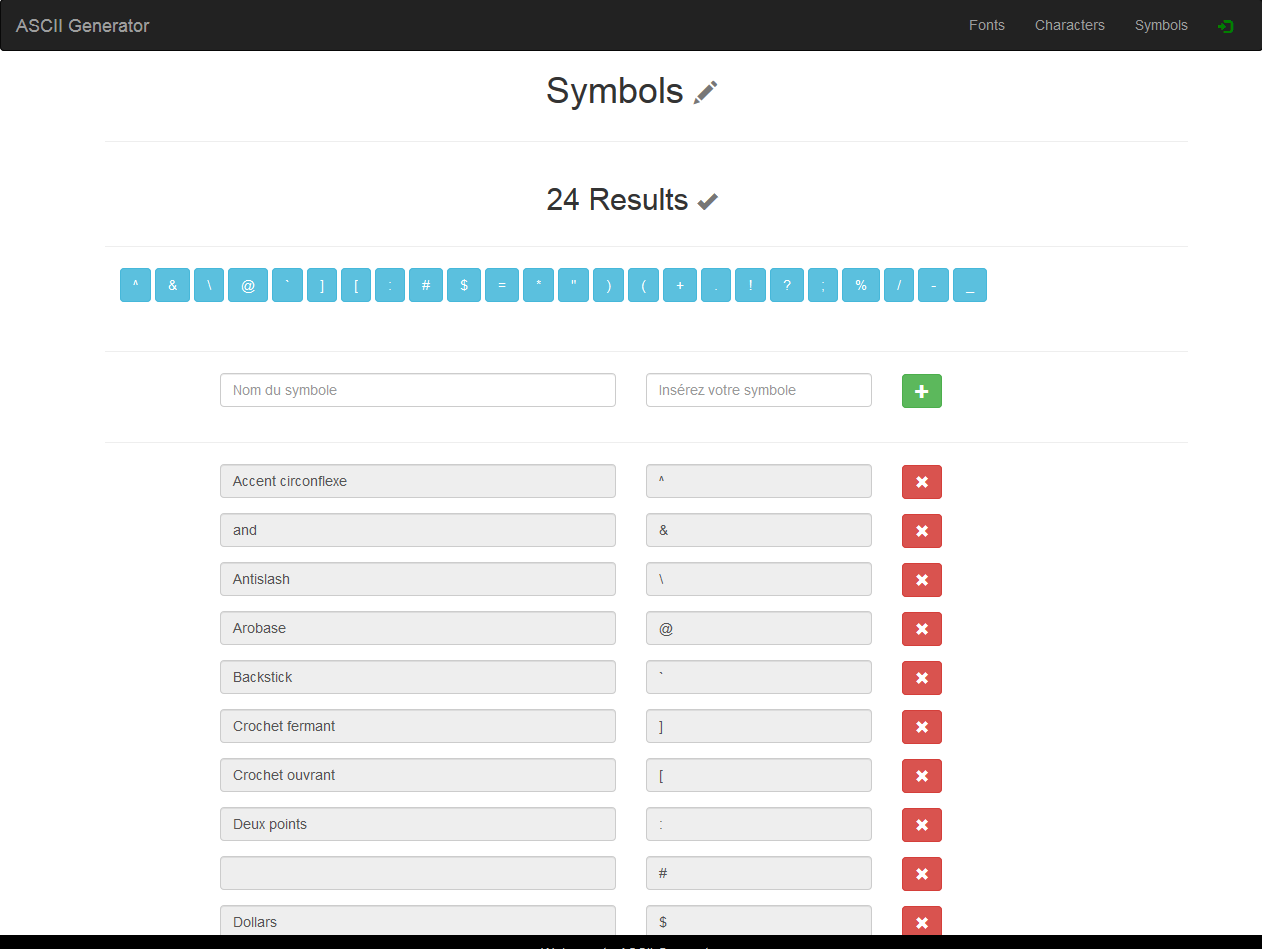 ASCII Generator Fonts Characters Symbols
Symbols
24 Results
^ & \ @ ` ] [ : # $ = * " ) ( + . ! ? ; % / - _
Nom du symbole Insérez votre symbole
Accent circonflexe ^
and &
Antislash \
Arobase @
Backstick `
Crochet fermant ]
Crochet ouvrant [
Deux points :
#
Dollars $